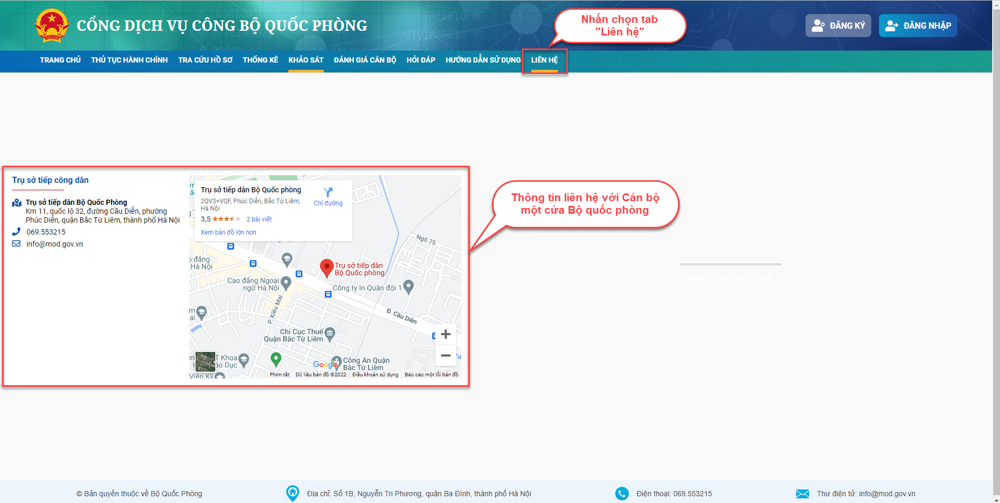 CỔNG DỊCH VỤ CÔNG BỘ QUỐC PHÒNG
Nhấn chọn tab
"Liên hệ"
ĐĂNG KÝ
ĐĂNG NHẬP
TRANG CHỦ THỦ TỤC HÀNH CHÍNH TRA CỨU HỒ SƠ THỐNG KÊ KHẢO SÁT ĐÁNH GIÁ CÁN BỘ HỎI ĐÁP HƯỚNG DẪN SỬ DỤNG LIÊN HỆ
Trụ sở tiếp công dân
Trụ sở tiếp dân Bộ Quốc Phòng
Km 11, quốc lộ 32, đường Cầu Diễn, phường
Phúc Diễn, quận Bắc Từ Liêm, thành phố Hà Nội
069.553215
info@mod.gov.vn
Trụ sở tiếp dân Bộ Quốc phòng
2QV3+VQF, Phúc Diễn, Bắc Từ Liêm,
Hà Nội
Chỉ đường
3,5
2 bài viết
Xem bản đồ lớn hơn
Thông tin liên hệ với Cán bộ
một cửa Bộ quốc phòng
Ngõ 75
đẳng
Hà Nội
Trụ sở tiếp dân
Bộ Quốc phòng
Cao đẳng Ngoại
ngữ Hà Nội
Công ty In Quân đội 1
P. Kiều Mai
Đ. Cầu Diễn
Chi Cục Thuế
Quận Bắc Từ Liêm
T Khoa
Dục
Viện Kỹ
Công An Quận
Bắc Từ Liêm
Google
Phím tắt Dữ liệu bản đồ ©2022 Điều khoản sử dụng Báo cáo một lỗi bản đồ
© Bản quyền thuộc về Bộ Quốc Phòng
Địa chỉ: Số 1B, Nguyễn Tri Phương, quận Ba Đình, thành phố Hà Nội
Điện thoại: 069.553215
Thư điện tử: info@mod.gov.vn